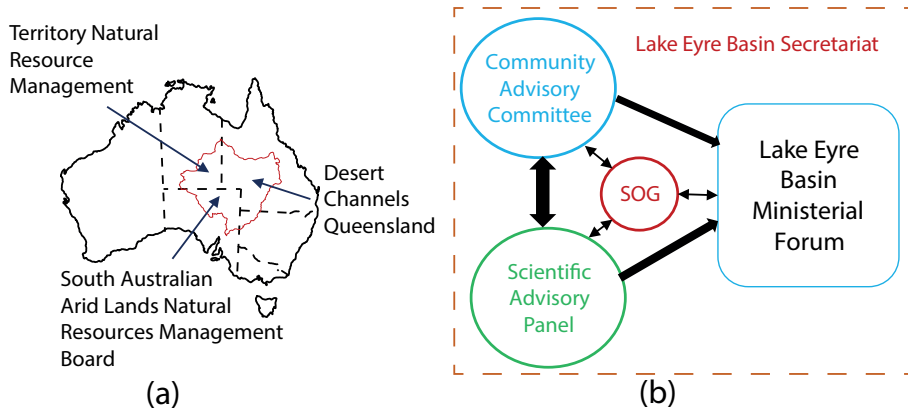 Territory Natural
Resource
Management
Desert
Channels
Queensland
South Australian
Arid Lands Natural
Resources Management
Board
(a)
Lake Eyre Basin Secretariat
Community
Advisory
Committee
SOG
Scientific
Advisory
Panel
Lake Eyre
Basin
Ministerial
Forum
(b)